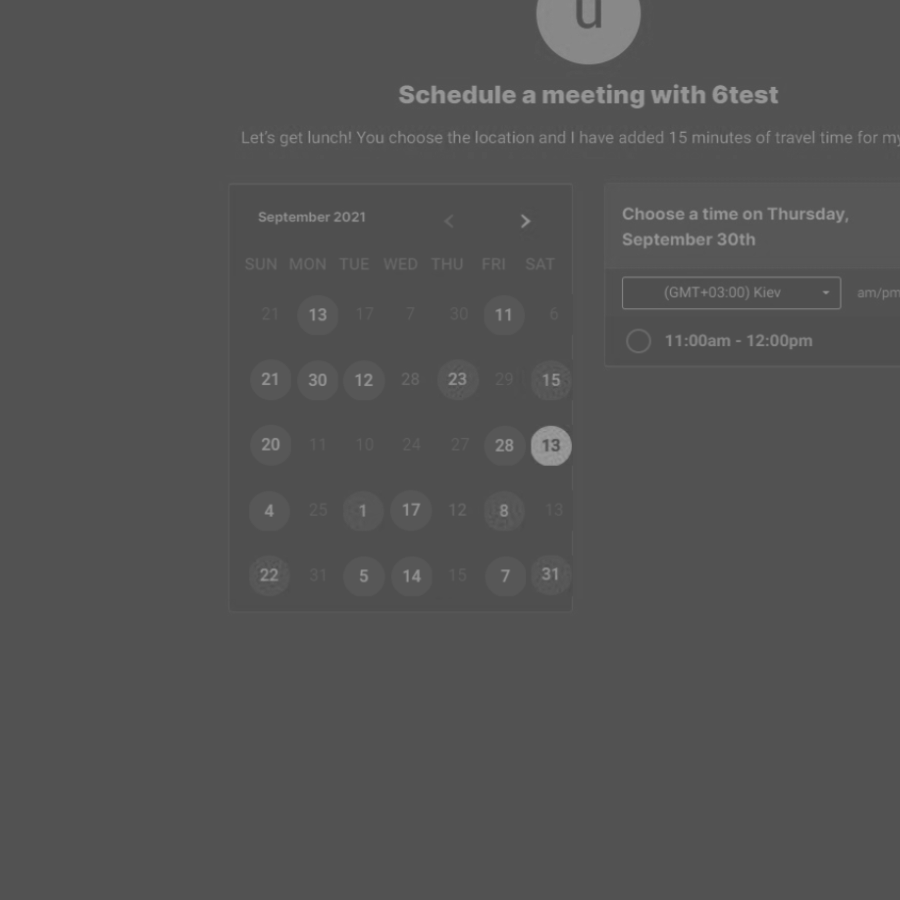 u
Schedule a meeting with 6test
Let's get lunch! You choose the location and I have added 15 minutes of travel time for my
September 2021
SUN MON TUE WED THU FRI SAT
21 13 17 7 30 11 6
21 30 12 28 23 29 15
20 11 10 24 27 28 13
4 25 1 17 12 8 13
22 31 5 14 15 7 31
Choose a time on Thursday,
September 30th
(GMT+03:00) Kiev am/pm
11:00am - 12:00pm